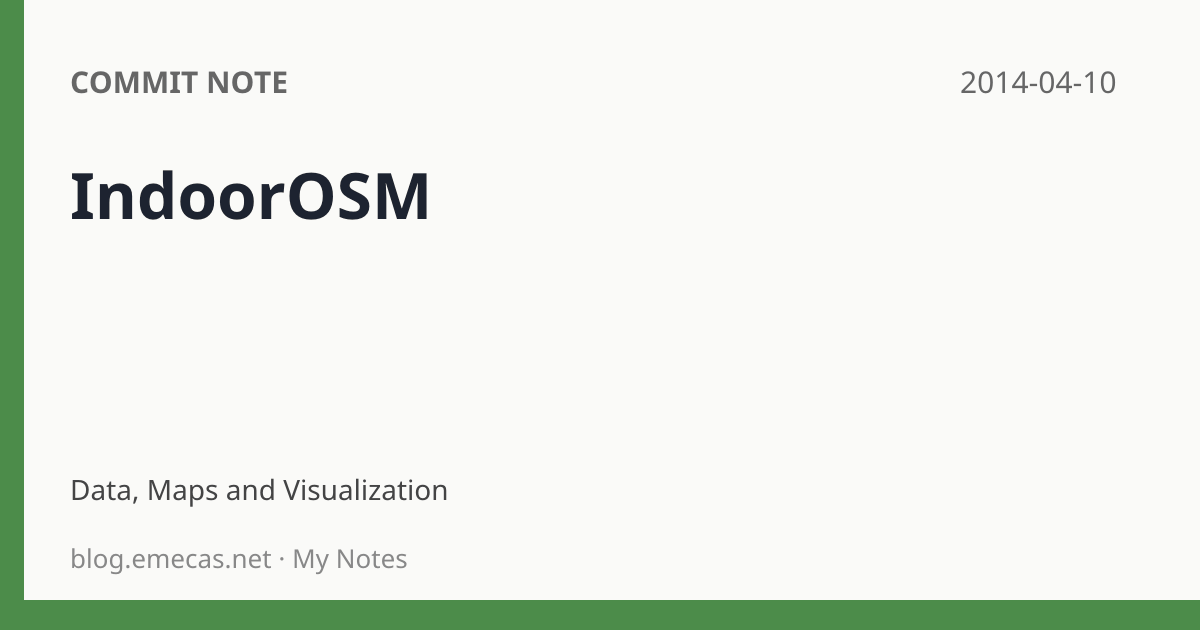 COMMIT NOTE
2014-04-10
IndoorOSM
Data, Maps and Visualization
blog.emecas.net · My Notes